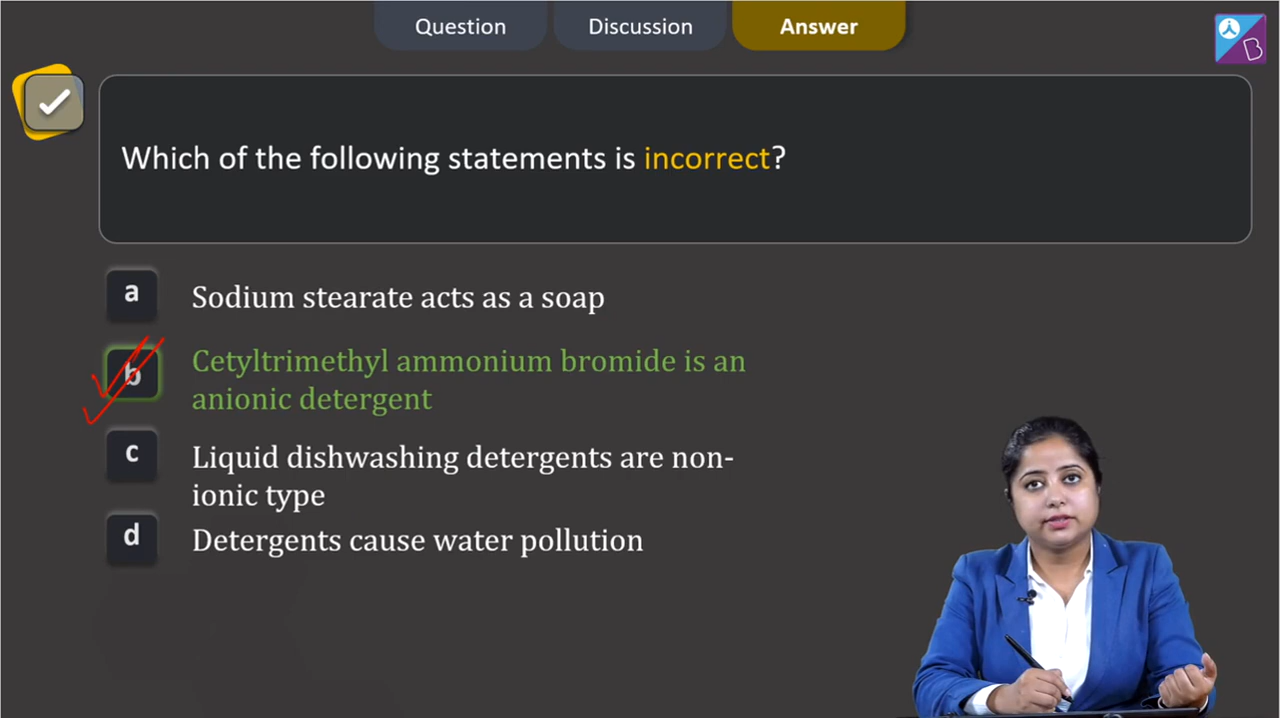 Question Discussion Answer
B
Which of the following statements is incorrect?
a Sodium stearate acts as a soap
b Cetyltrimethyl ammonium bromide is an
anionic detergent
c Liquid dishwashing detergents are non-
ionic type
d Detergents cause water pollution